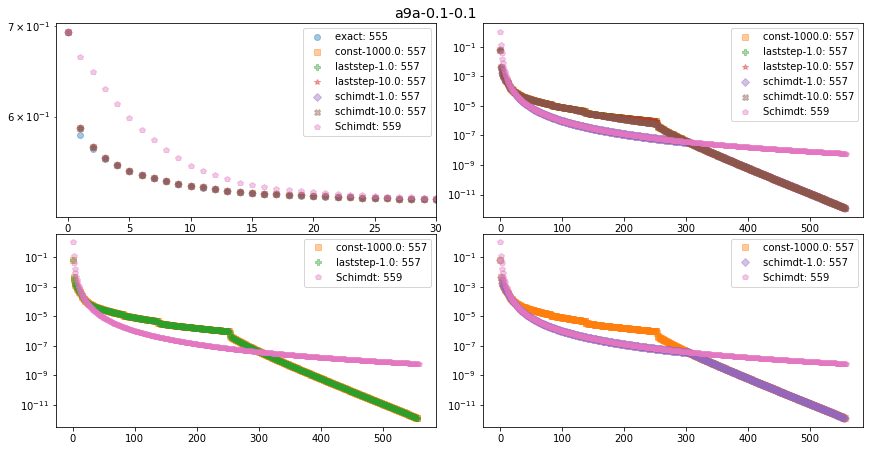 a9a-0.1-0.1
7 × 10⁻¹
6 × 10⁻¹
exact: 555
const-1000.0: 557
laststep-1.0: 557
laststep-10.0: 557
schimdt-1.0: 557
schimdt-10.0: 557
Schimdt: 559
0 5 10 15 20 25 30
10⁻¹
10⁻³
10⁻⁵
10⁻⁷
10⁻⁹
10⁻¹¹
const-1000.0: 557
laststep-1.0: 557
laststep-10.0: 557
schimdt-1.0: 557
schimdt-10.0: 557
Schimdt: 559
0 100 200 300 400 500
10⁻¹
10⁻³
10⁻⁵
10⁻⁷
10⁻⁹
10⁻¹¹
const-1000.0: 557
laststep-1.0: 557
Schimdt: 559
0 100 200 300 400 500
10⁻¹
10⁻³
10⁻⁵
10⁻⁷
10⁻⁹
10⁻¹¹
const-1000.0: 557
schimdt-1.0: 557
Schimdt: 559
0 100 200 300 400 500